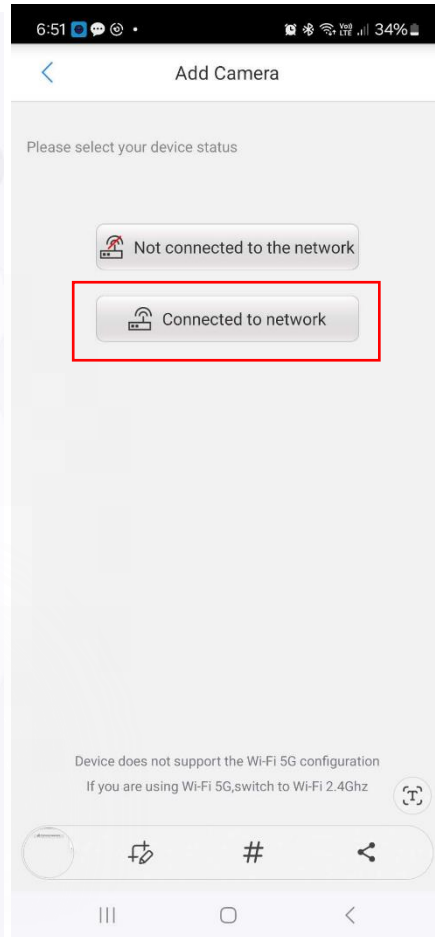 6:51
VoD LTE 34%
Add Camera
Please select your device status
Not connected to the network
Connected to network
Device does not support the Wi-Fi 5G configuration
If you are using Wi-Fi 5G,switch to Wi-Fi 2.4Ghz
T
#